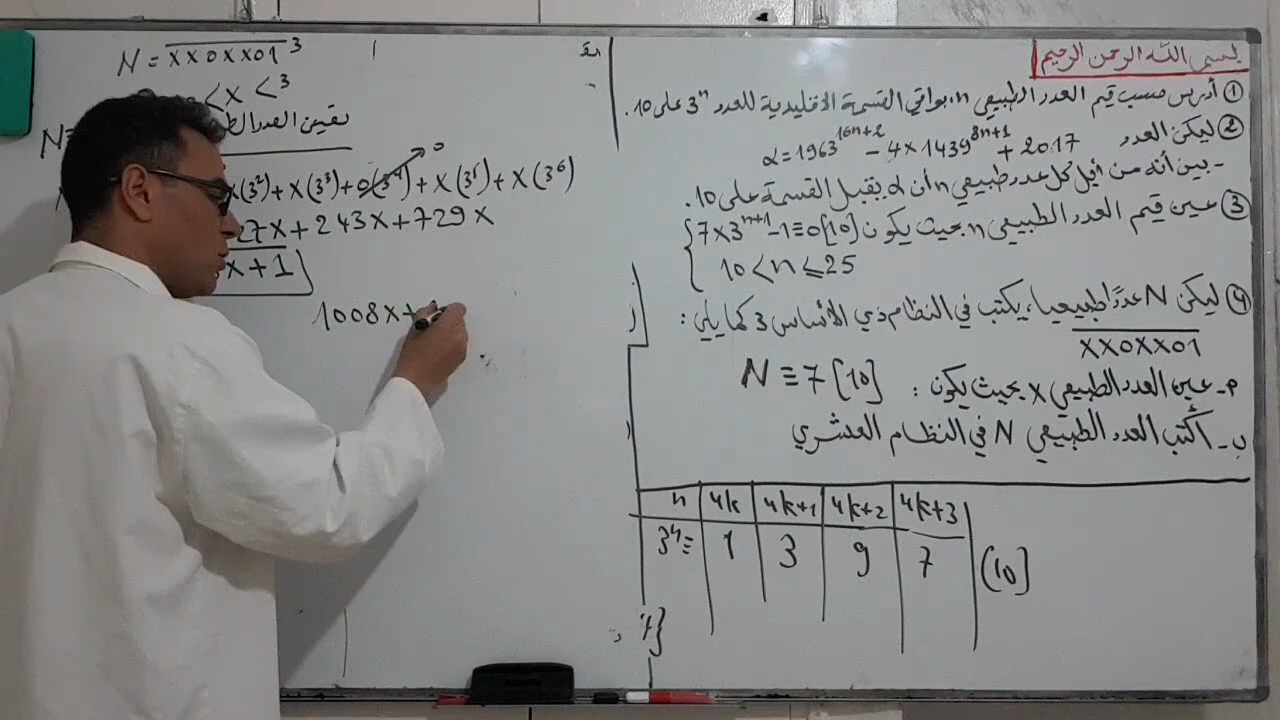 بسم الله الرحمن الرحيم
① أدرس حسب قيم العدد الطبيعي n، بواقي القسمة الاقليدية للعدد 3ⁿ على 10.
② ليكن العدد α = 1963^(16n+2) - 4×1439^(8n+1) + 2017
- بين أنه من أجل كل عدد طبيعي n أن α يقبل القسمة على 10.
③ عين قيم العدد الطبيعي n بحيث يكون
{ 7×3^(n+1) - 1 ≡ 0[10]
10 < n ≤ 25
④ ليكن N عددًا طبيعيا، يكتب في النظام ذي الأساس 3 كما يلي:
XX0XX01
م- عين العدد الطبيعي X بحيث يكون: N ≡ 7 [10]
ب- أكتب العدد الطبيعي N في النظام العشري
n 4k 4k+1 4k+2 4k+3
3ⁿ ≡ 1 3 9 7 [10]
N = XX0XX01 ³
< X < 3
N=
X(3²) + X(3³) + 0(3⁴) + X(3⁵) + X(3⁶)
0
27X + 243X + 729X
X + 1
1008X +